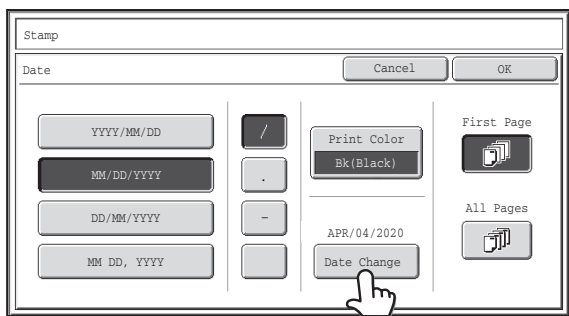 Stamp
Date
Cancel
OK
YYYY/MM/DD
MM/DD/YYYY
DD/MM/YYYY
MM DD, YYYY
/
.
-
Print Color
Bk(Black)
APR/04/2020
Date Change
First Page
All Pages